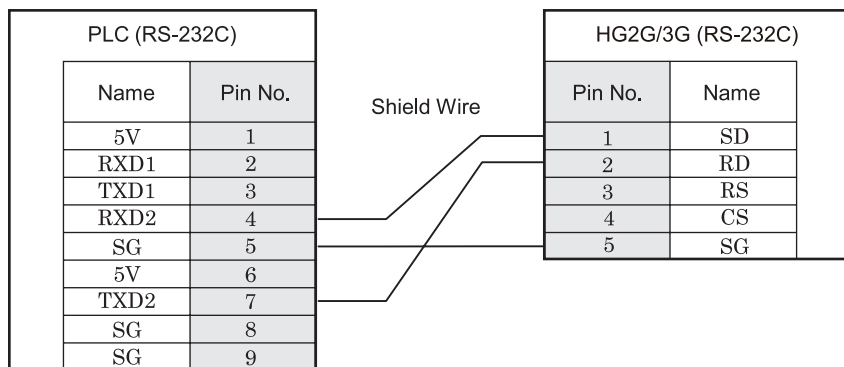 PLC (RS-232C)
Name Pin No.
5V 1
RXD1 2
TXD1 3
RXD2 4
SG 5
5V 6
TXD2 7
SG 8
SG 9
Shield Wire
HG2G/3G (RS-232C)
Pin No. Name
1 SD
2 RD
3 RS
4 CS
5 SG